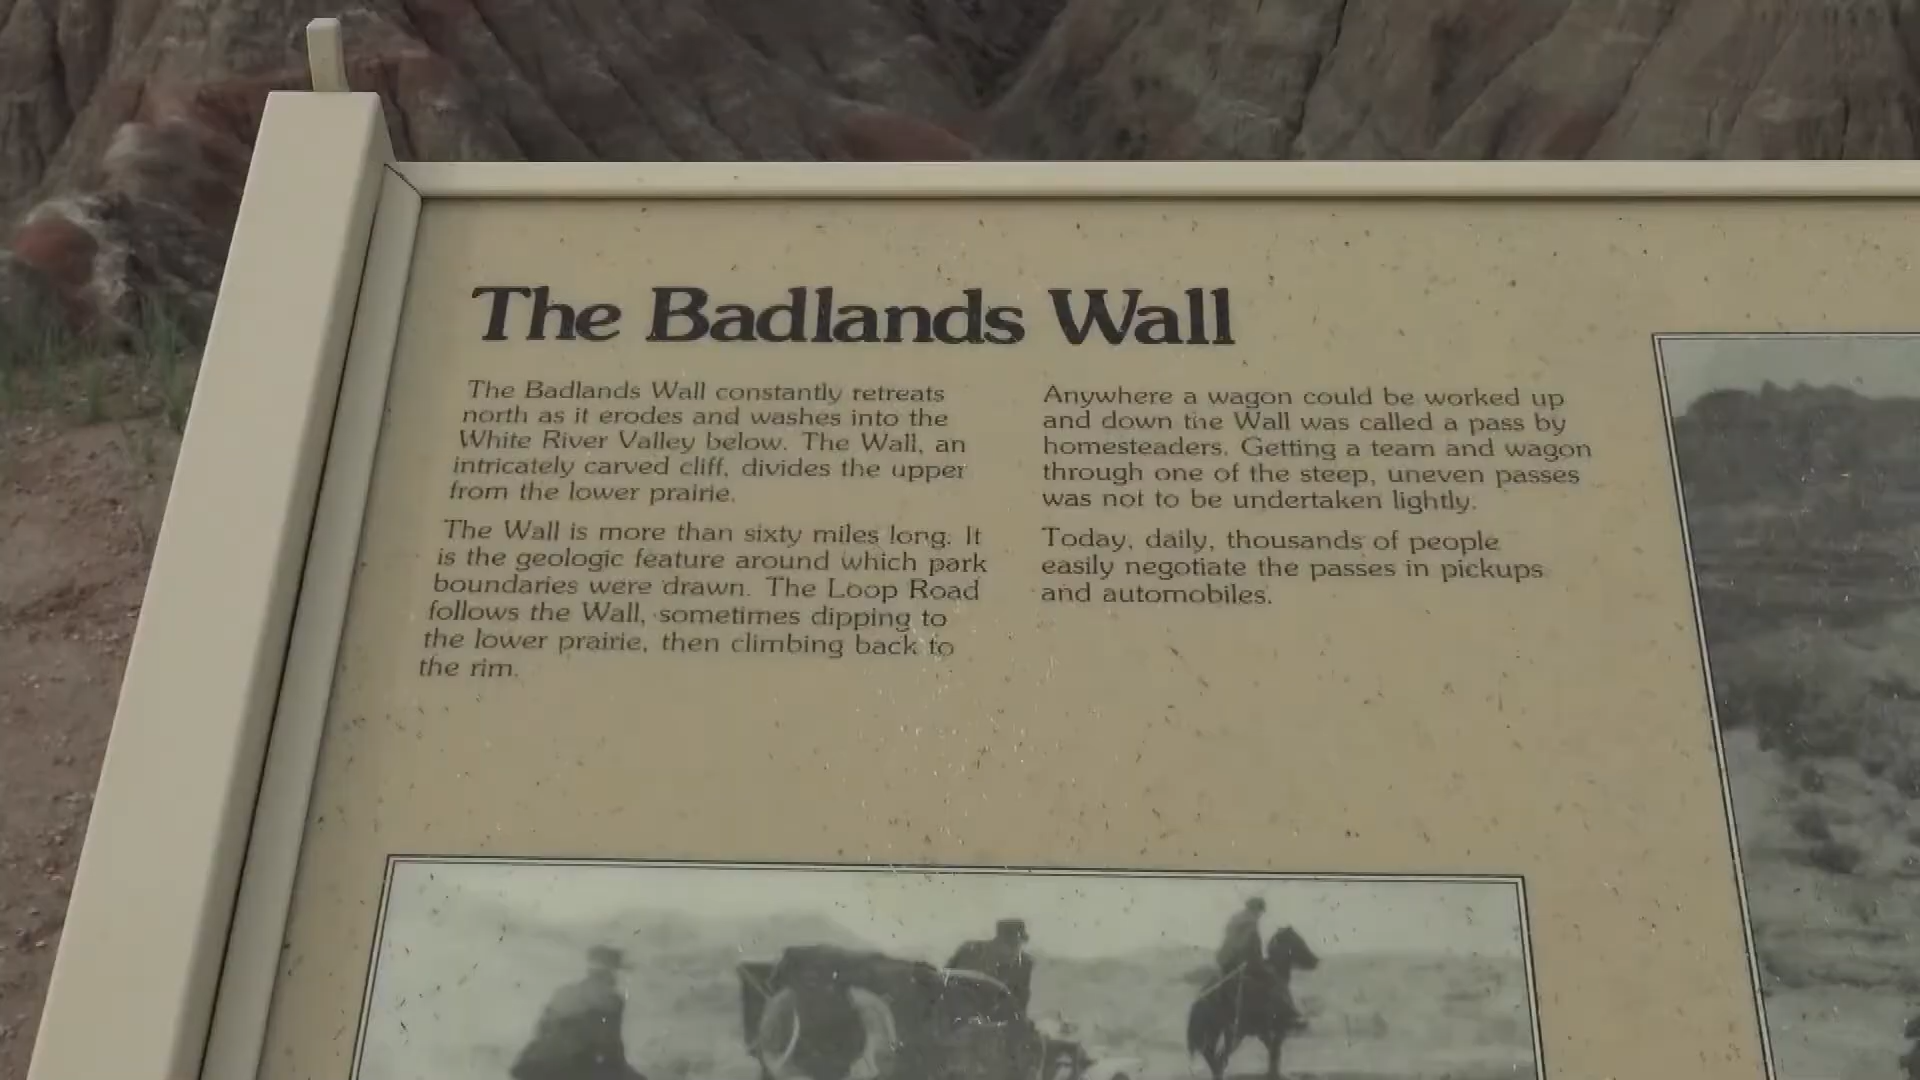 The Badlands Wall
The Badlands Wall constantly retreats
north as it erodes and washes into the
White River Valley below. The Wall, an
intricately carved cliff, divides the upper
from the lower prairie.
The Wall is more than sixty miles long. It
is the geologic feature around which park
boundaries were drawn. The Loop Road
follows the Wall, sometimes dipping to
the lower prairie, then climbing back to
the rim.
Anywhere a wagon could be worked up
and down the Wall was called a pass by
homesteaders. Getting a team and wagon
through one of the steep, uneven passes
was not to be undertaken lightly.
Today, daily, thousands of people
easily negotiate the passes in pickups
and automobiles.